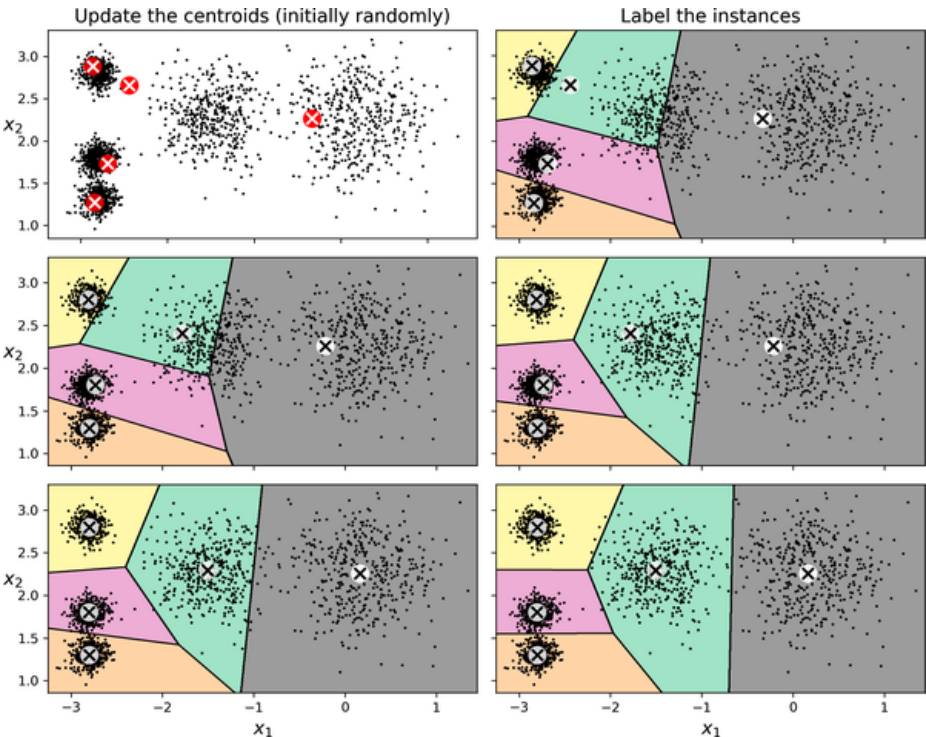 Update the centroids (initially randomly)
Label the instances
3.0
2.5
x₂
2.0
1.5
1.0
3.0
2.5
x₂
2.0
1.5
1.0
3.0
2.5
x₂
2.0
1.5
1.0
−3 −2 −1 0 1
−3 −2 −1 0 1
x₁
x₁